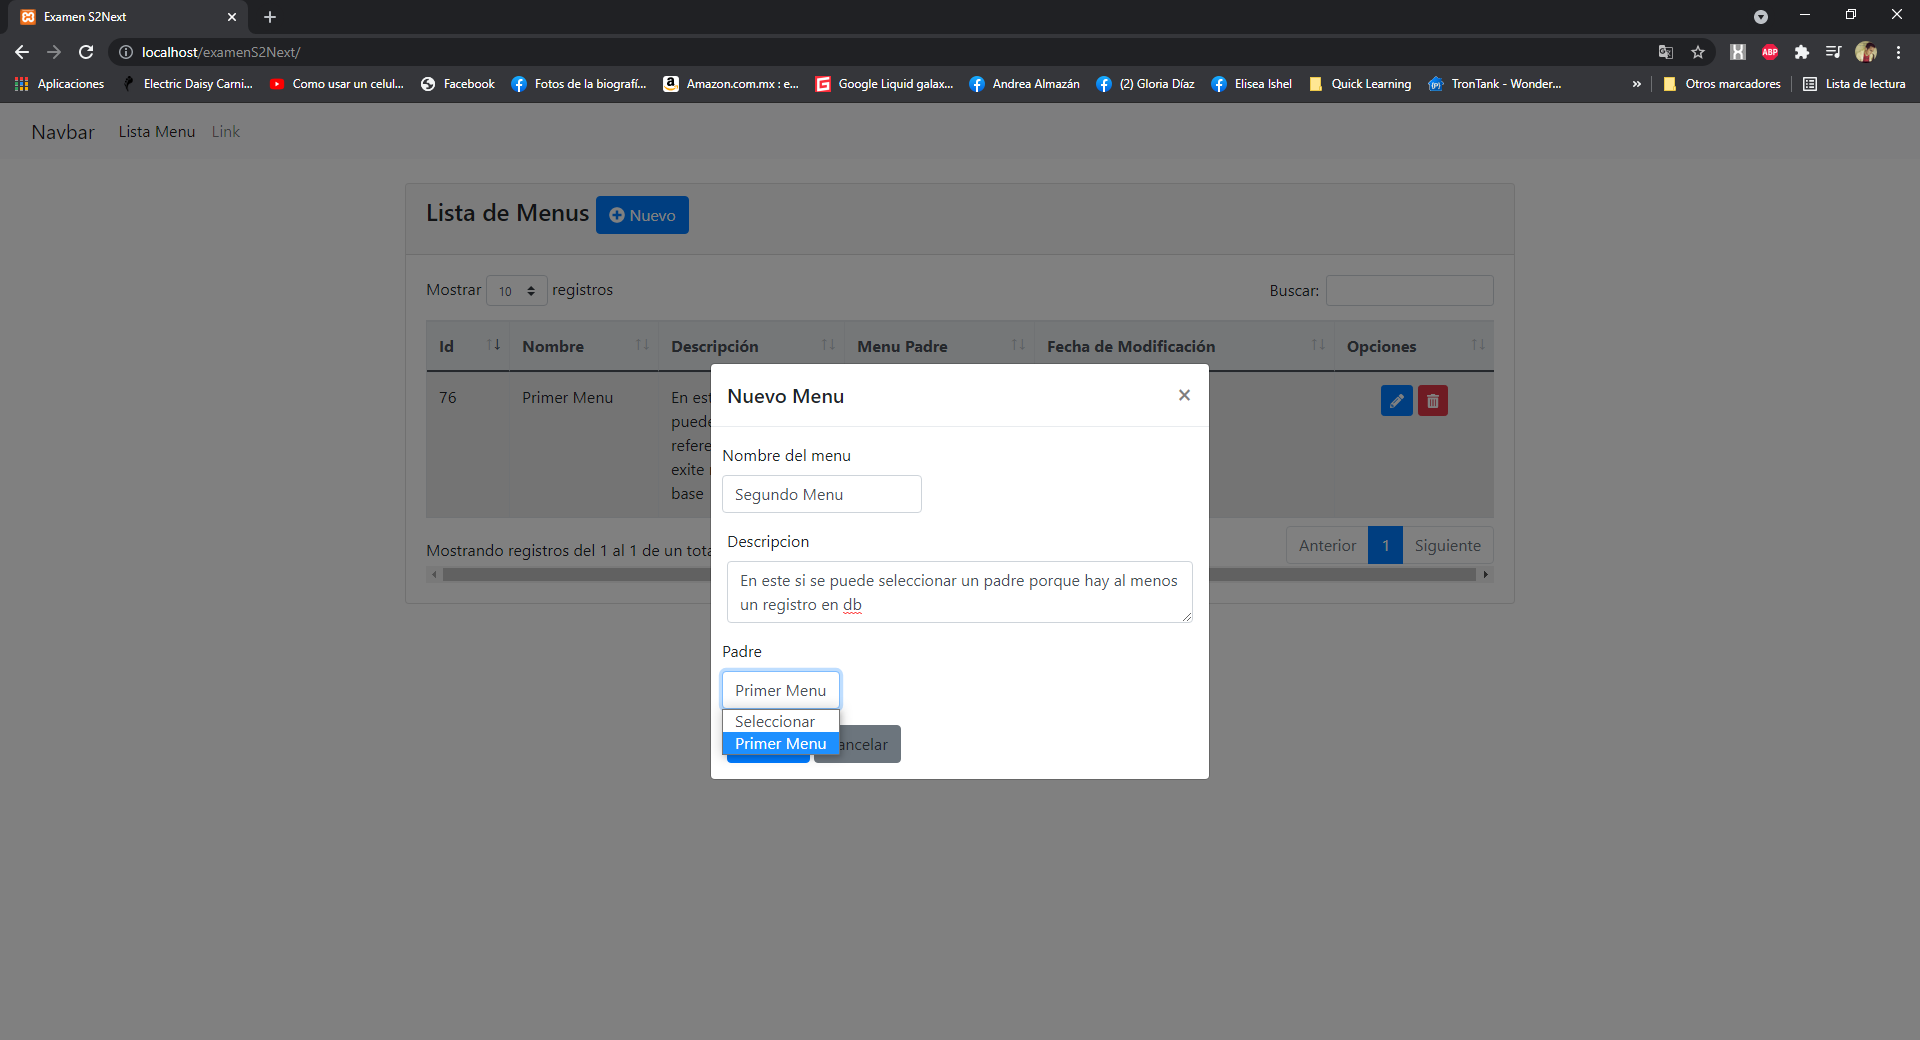 Examen S2Next
localhost/examenS2Next/
ABP
Aplicaciones
Electric Daisy Carni...
Como usar un celul...
Facebook
Fotos de la biografí...
Amazon.com.mx : e...
Google Liquid galax...
Andrea Almazán
(2) Gloria Díaz
Elisea Ishel
Quick Learning
TronTank - Wonder...
»
Otros marcadores
Lista de lectura
Navbar
Lista Menu
Link
Lista de Menus
Nuevo
Mostrar 10 registros
Buscar:
Id
Nombre
Descripción
Menu Padre
Fecha de Modificación
Opciones
76
Primer Menu
En
puede
exite
base
Mostrando registros del 1 al 1 de un
Anterior
1
Siguiente
Nuevo Menu
×
Nombre del menu
Segundo Menu
Descripcion
En este si se puede seleccionar un padre porque hay al menos
un registro en db
Padre
Primer Menu
Seleccionar
Primer Menu
ancelar